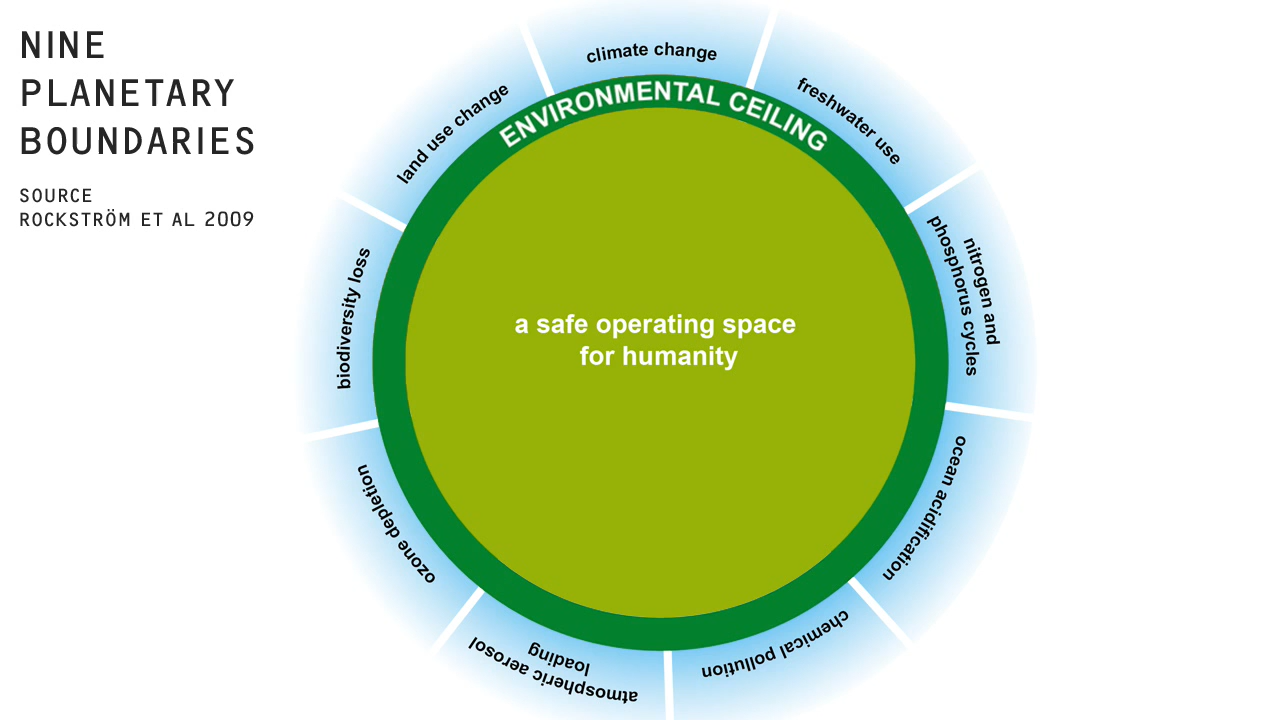 NINE
PLANETARY
BOUNDARIES
SOURCE
ROCKSTRÖM ET AL 2009
climate change
freshwater use
nitrogen and
phosphorus cycles
ocean acidification
chemical pollution
atmospheric aerosol
loading
ozone depletion
biodiversity loss
land use change
ENVIRONMENTAL CEILING
a safe operating space
for humanity